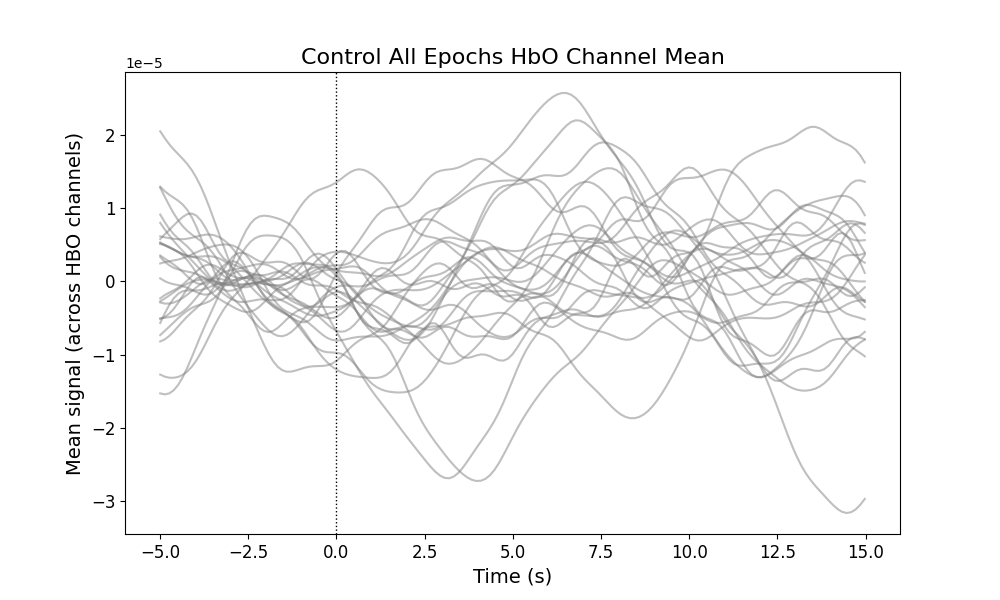 Control All Epochs HbO Channel Mean
1e−5
2
1
0
−1
−2
−3
Mean signal (across HBO channels)
−5.0 −2.5 0.0 2.5 5.0 7.5 10.0 12.5 15.0
Time (s)